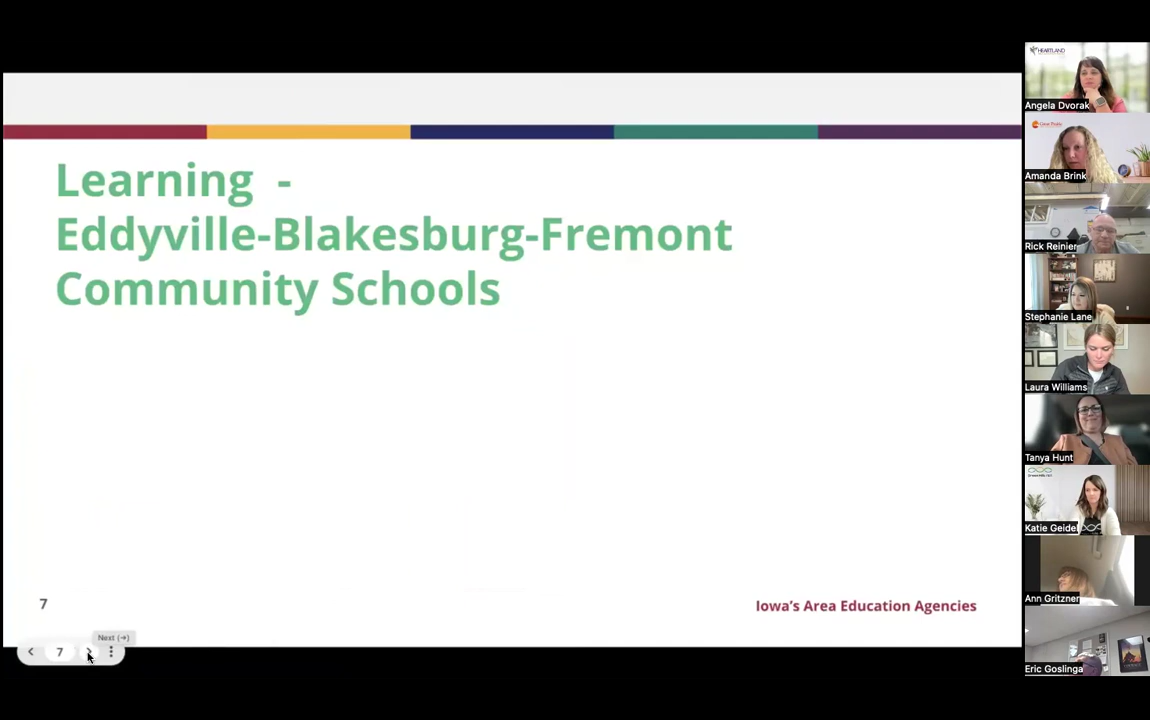 Learning -
Eddyville-Blakesburg-Fremont
Community Schools
7
Iowa's Area Education Agencies
Next (→)
7
HEARTLAND
Angela Dvorak
Amanda Brink
Rick Reinier
Stephanie Lane
Laura Williams
Tanya Hunt
Katie Geidel
Ann Gritzner
Eric Goslinga